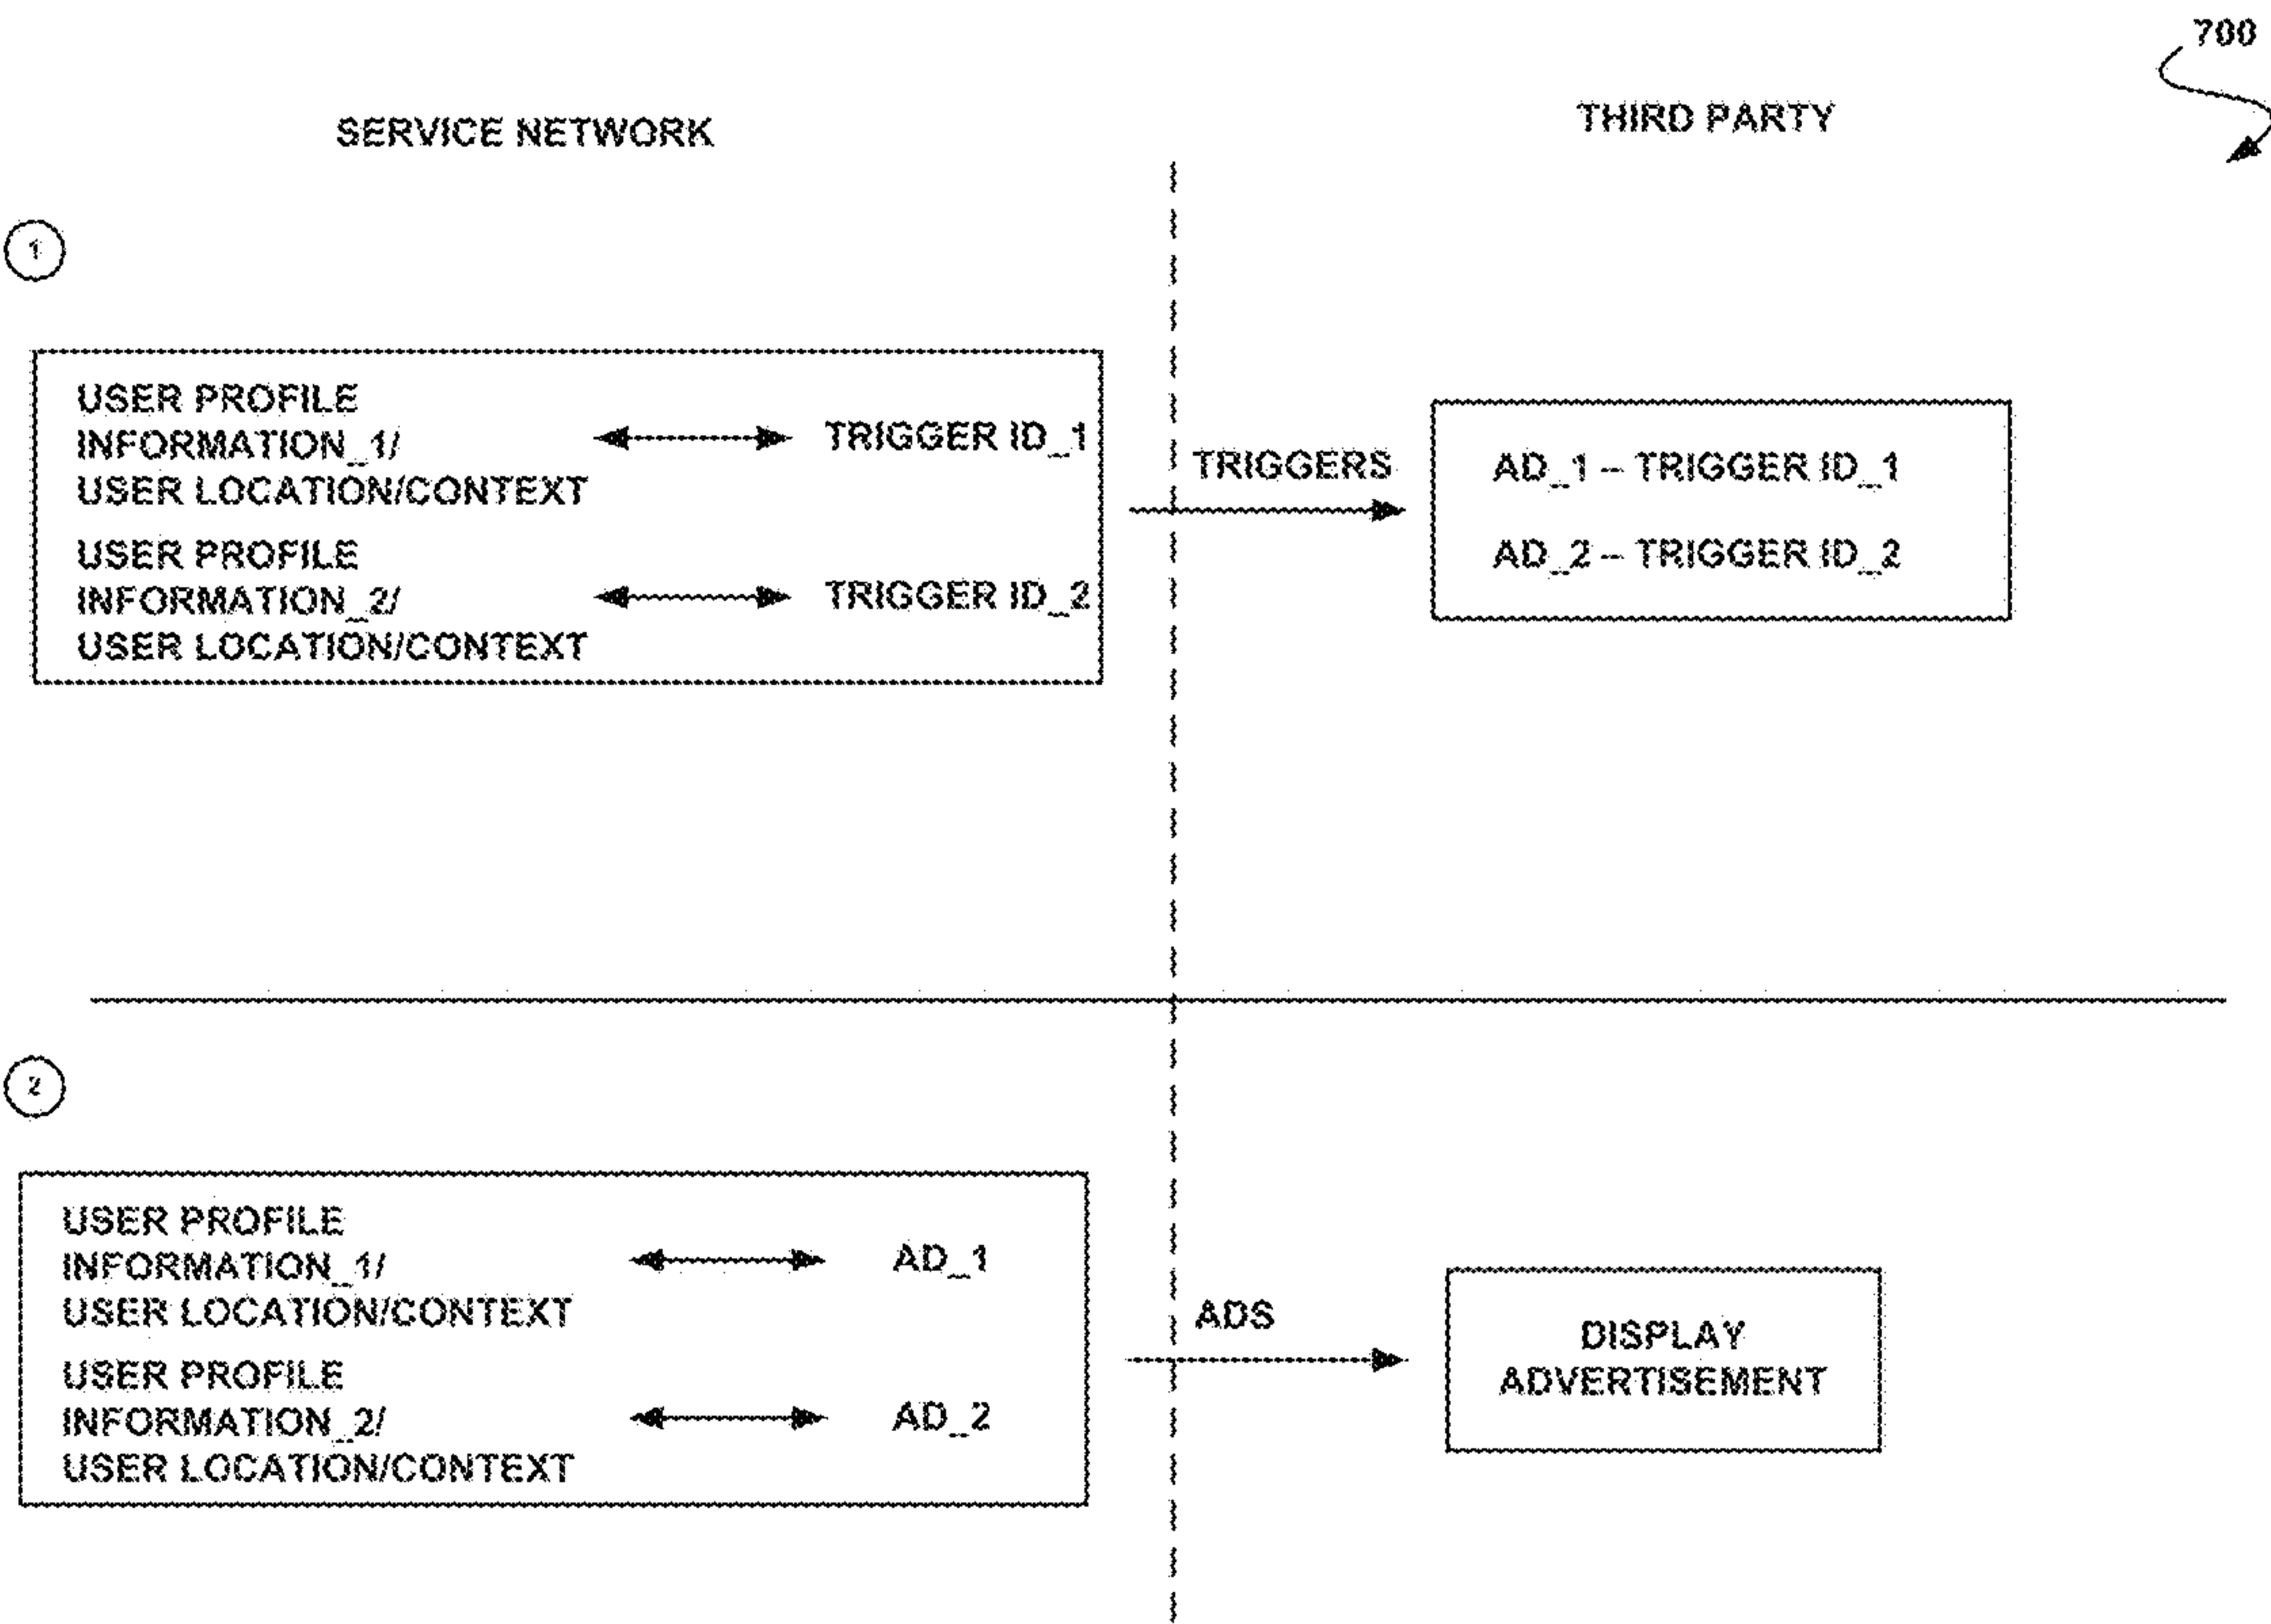 700
SERVICE NETWORK
THIRD PARTY
1
USER PROFILE
INFORMATION_1/
USER LOCATION/CONTEXT
TRIGGER ID_1
USER PROFILE
INFORMATION_2/
USER LOCATION/CONTEXT
TRIGGER ID_2
TRIGGERS
AD_1 – TRIGGER ID_1
AD_2 – TRIGGER ID_2
2
USER PROFILE
INFORMATION_1/
USER LOCATION/CONTEXT
AD_1
USER PROFILE
INFORMATION_2/
USER LOCATION/CONTEXT
AD_2
ADS
DISPLAY
ADVERTISEMENT